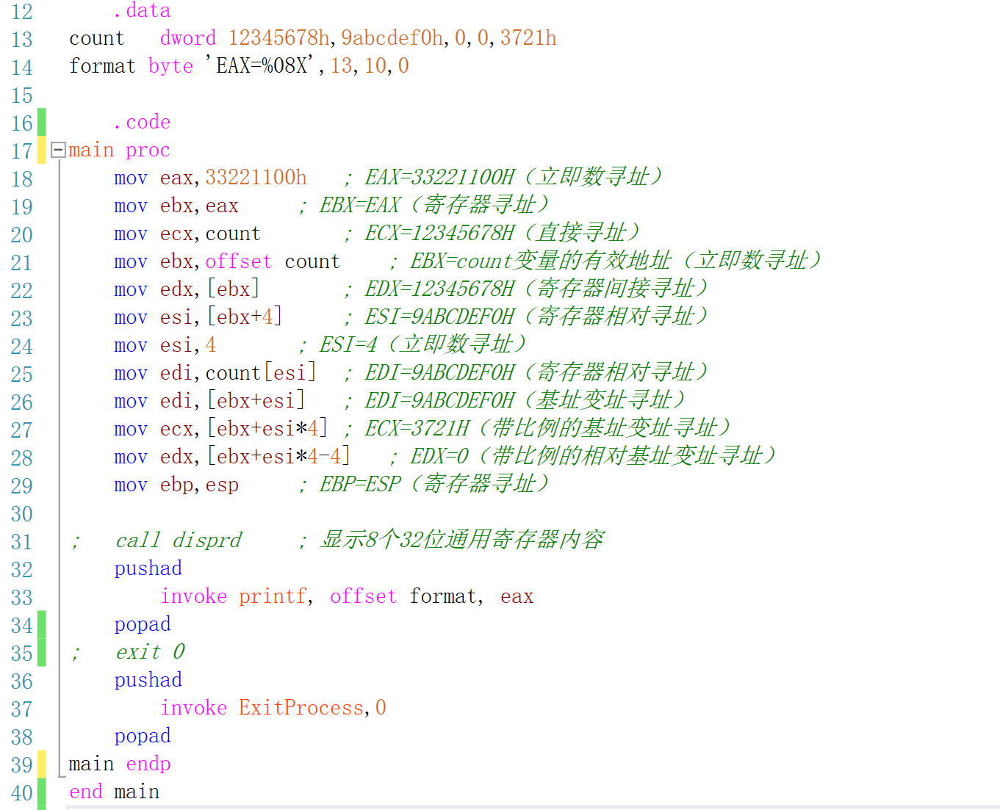 12 .data
13 count dword 12345678h,9abcdef0h,0,0,3721h
14 format byte 'EAX=%08X',13,10,0
15
16 .code
17 main proc
18 mov eax,33221100h ; EAX=33221100H（立即数寻址）
19 mov ebx,eax ; EBX=EAX（寄存器寻址）
20 mov ecx,count ; ECX=12345678H（直接寻址）
21 mov ebx,offset count ; EBX=count变量的有效地址（立即数寻址）
22 mov edx,[ebx] ; EDX=12345678H（寄存器间接寻址）
23 mov esi,[ebx+4] ; ESI=9ABCDEF0H（寄存器相对寻址）
24 mov esi,4 ; ESI=4（立即数寻址）
25 mov edi,count[esi] ; EDI=9ABCDEF0H（寄存器相对寻址）
26 mov edi,[ebx+esi] ; EDI=9ABCDEF0H（基址变址寻址）
27 mov ecx,[ebx+esi*4] ; ECX=3721H（带比例的基址变址寻址）
28 mov edx,[ebx+esi*4-4] ; EDX=0（带比例的相对基址变址寻址）
29 mov ebp,esp ; EBP=ESP（寄存器寻址）
30
31 ; call disprd ; 显示8个32位通用寄存器内容
32 pushad
33 invoke printf, offset format, eax
34 popad
35 ; exit 0
36 pushad
37 invoke ExitProcess,0
38 popad
39 main endp
40 end main